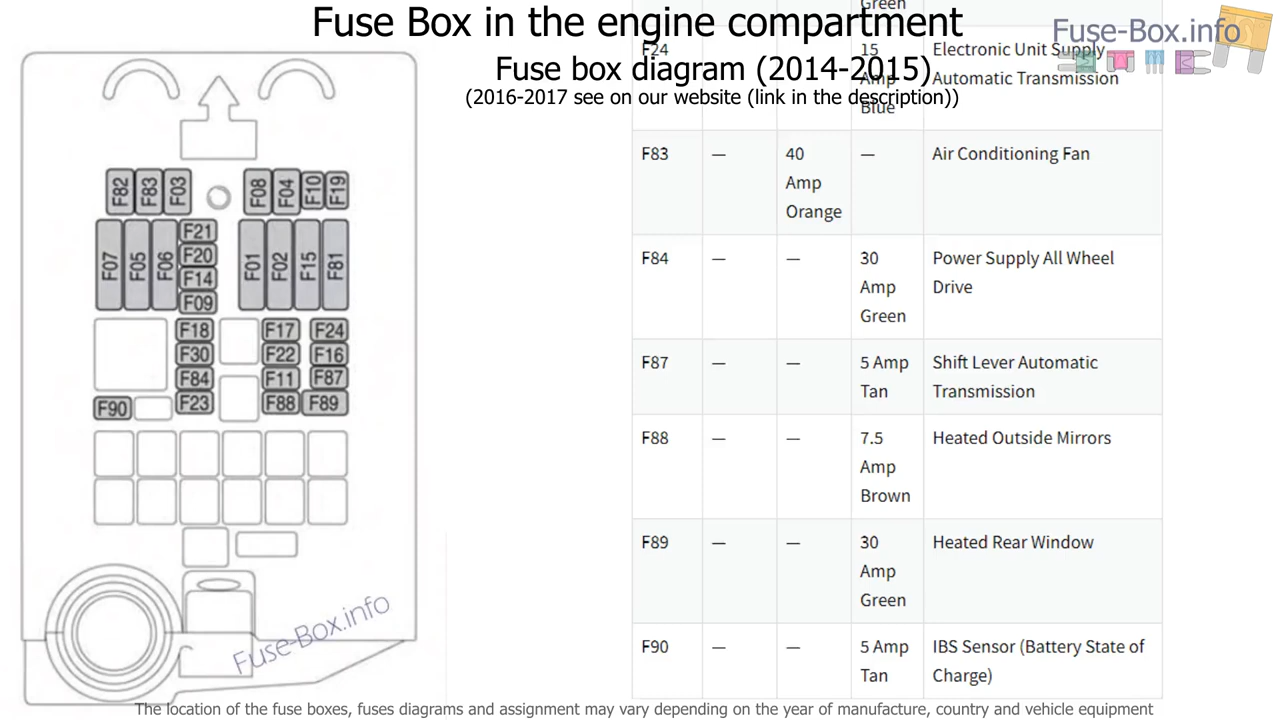 Fuse Box in the engine compartment
Fuse box diagram (2014-2015)
(2016-2017 see on our website (link in the description))
Fuse-Box.info
Green
F24 15 Amp Blue Electronic Unit Supply Automatic Transmission
F83 — 40 Amp Orange — Air Conditioning Fan
F84 — — 30 Amp Green Power Supply All Wheel Drive
F87 — — 5 Amp Tan Shift Lever Automatic Transmission
F88 — — 7.5 Amp Brown Heated Outside Mirrors
F89 — — 30 Amp Green Heated Rear Window
F90 — — 5 Amp Tan IBS Sensor (Battery State of Charge)
F82 F83 F03 F08 F04 F10 F19
F21
F20
F14
F09
F07 F05 F06 F01 F02 F15 F81
F18 F17 F24
F30 F22 F16
F84 F11 F87
F90 F23 F88 F89
Fuse-Box.info
The location of the fuse boxes, fuses diagrams and assignment may vary depending on the year of manufacture, country and vehicle equipment